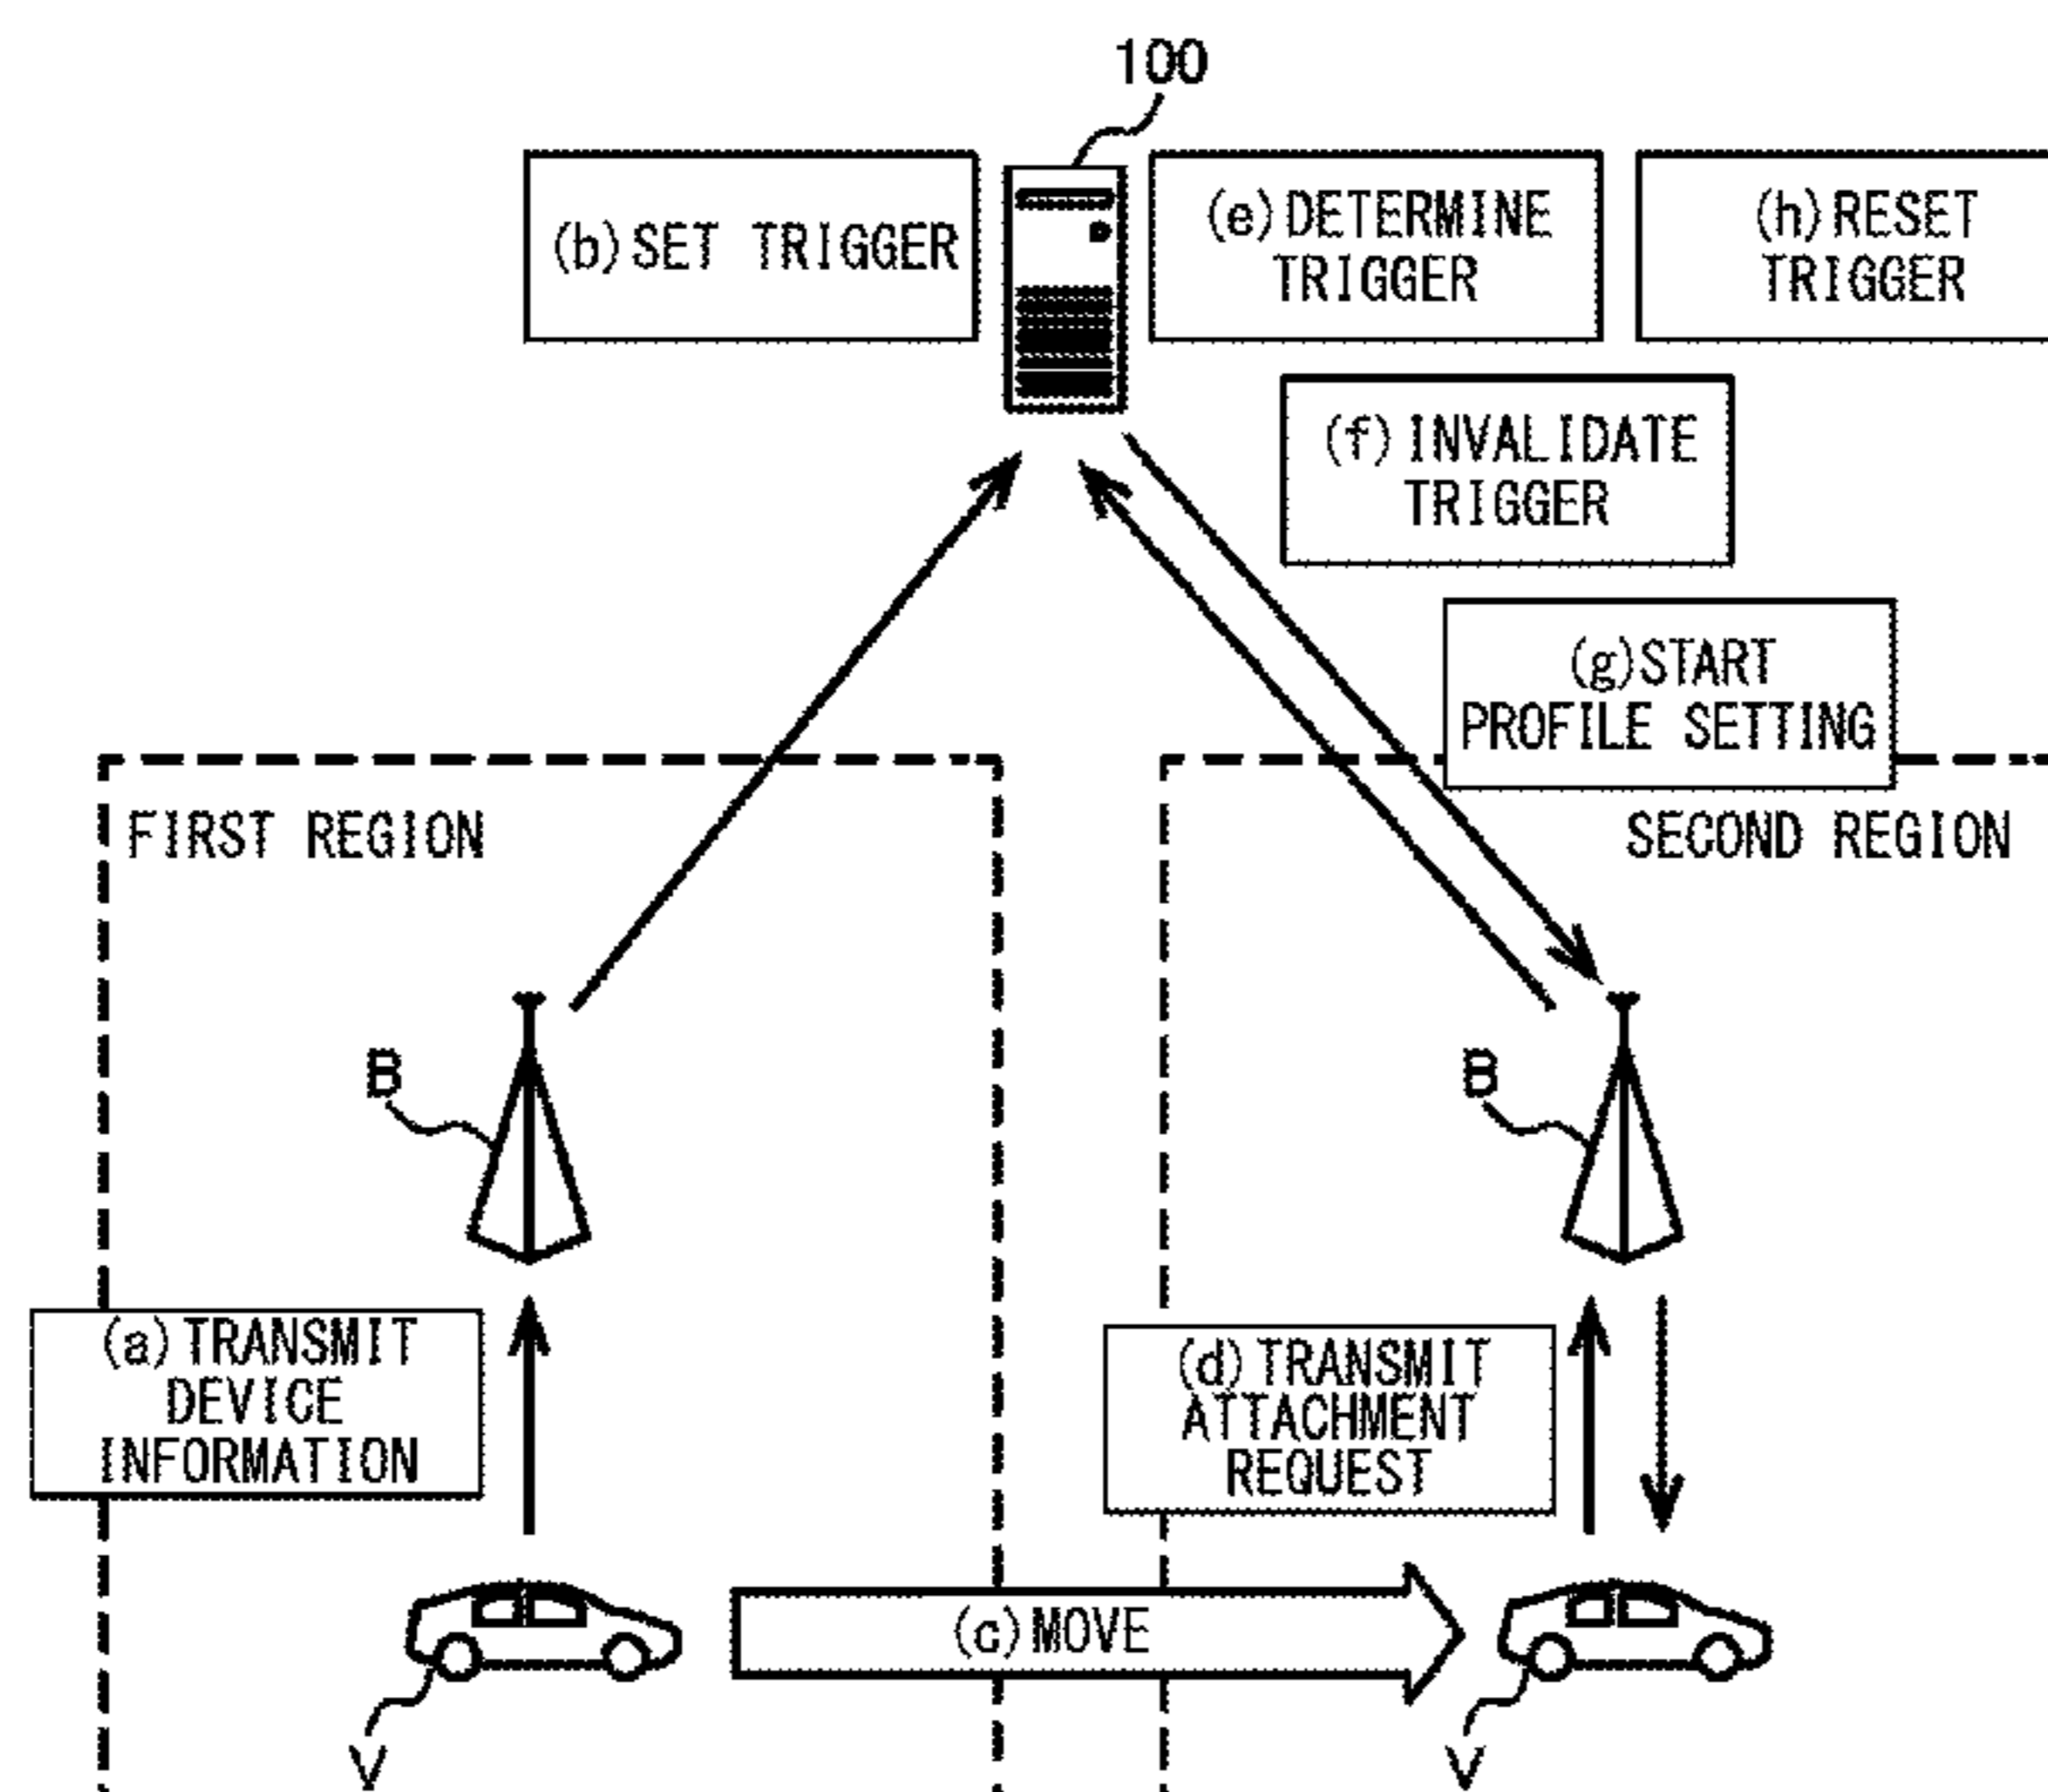 100
(b)SET TRIGGER
(e)DETERMINE
TRIGGER
(h)RESET
TRIGGER
(f)INVALIDATE
TRIGGER
(g)START
PROFILE SETTING
FIRST REGION
SECOND REGION
B
B
(a)TRANSMIT
DEVICE
INFORMATION
(d)TRANSMIT
ATTACHMENT
REQUEST
(c)MOVE
V
V